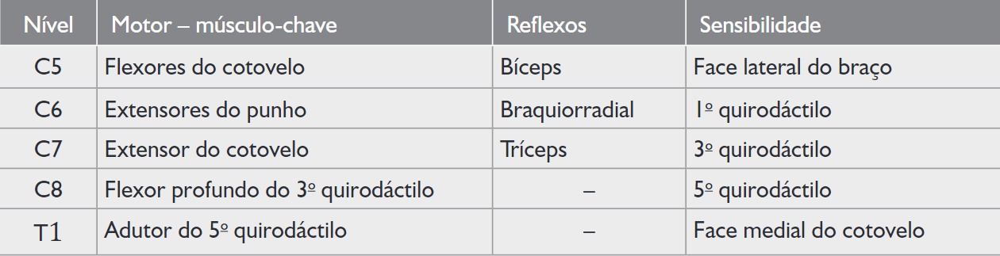 Nível Motor – músculo-chave Reflexos Sensibilidade
C5 Flexores do cotovelo Bíceps Face lateral do braço
C6 Extensores do punho Braquiorradial 1º quirodáctilo
C7 Extensor do cotovelo Tríceps 3º quirodáctilo
C8 Flexor profundo do 3º quirodáctilo – 5º quirodáctilo
T1 Adutor do 5º quirodáctilo – Face medial do cotovelo